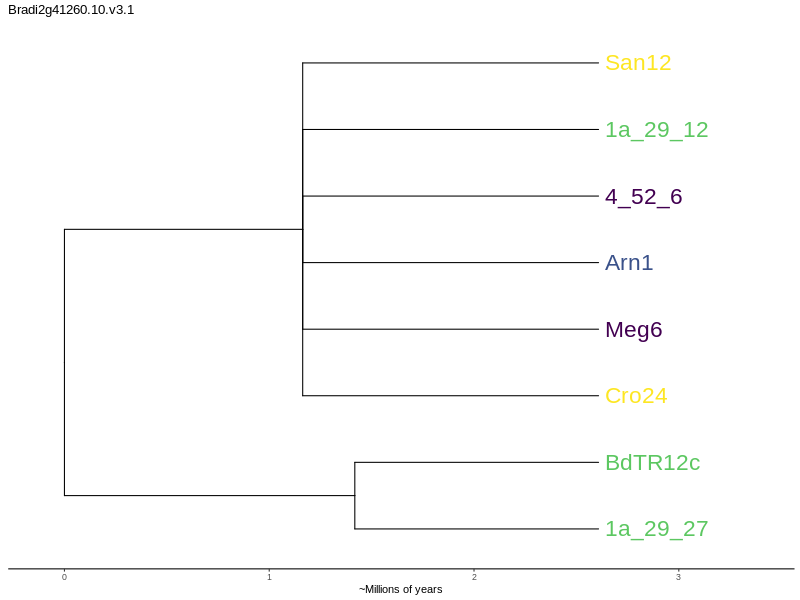 Bradi2g41260.10.v3.1
San12
1a_29_12
4_52_6
Arn1
Meg6
Cro24
BdTR12c
1a_29_27
0 1 2 3
~Millions of years